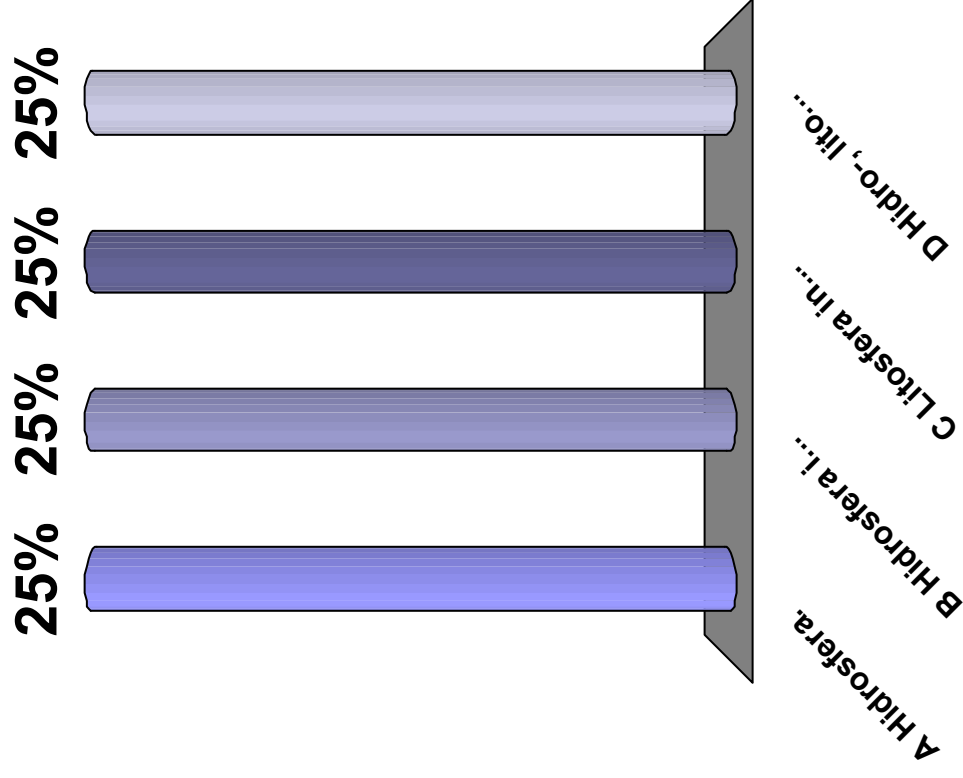 25%
25%
25%
25%
A Hidrosfera.
B Hidrosfera i...
C Litosfera in...
D Hidro-, lito...